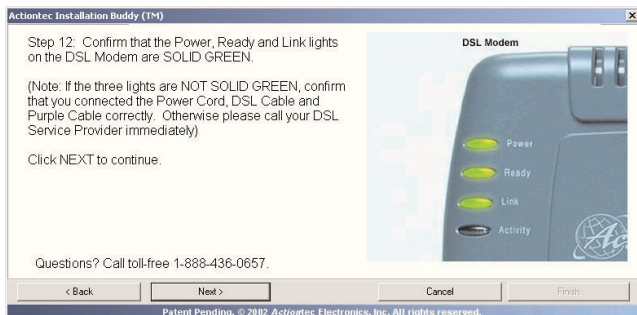 Actiontec Installation Buddy (TM)
Step 12: Confirm that the Power, Ready and Link lights
on the DSL Modem are SOLID GREEN.
(Note: If the three lights are NOT SOLID GREEN, confirm
that you connected the Power Cord, DSL Cable and
Purple Cable correctly. Otherwise please call your DSL
Service Provider immediately)
Click NEXT to continue.
Questions? Call toll-free 1-888-436-0657.
DSL Modem
Power
Ready
Link
Activity
Ac
< Back
Next >
Cancel
Finish
Patent Pending. © 2002 Actiontec Electronics, Inc. All rights reserved.